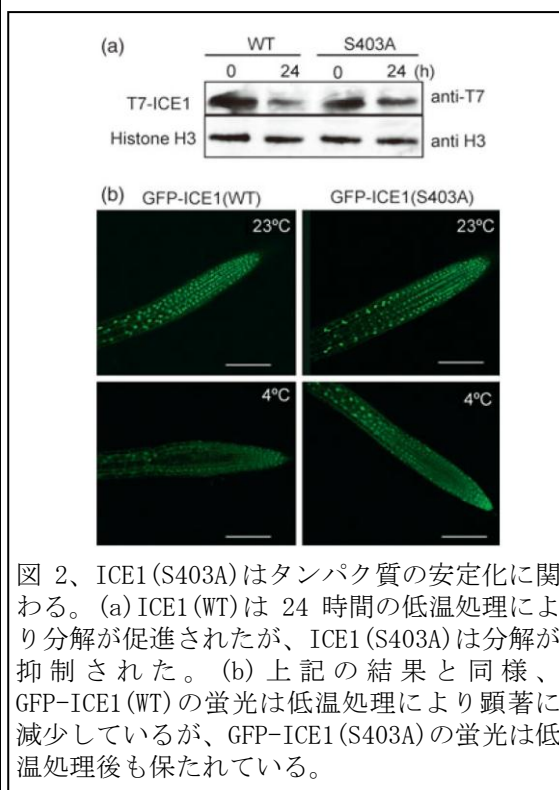 (a) WT S403A
0 24 0 24 (h)
T7-ICE1 anti-T7
Histone H3 anti H3
(b) GFP-ICE1(WT) GFP-ICE1(S403A)
23ºC 23ºC
4ºC 4ºC
図 2、ICE1(S403A)はタンパク質の安定化に関
わる。(a)ICE1(WT)は 24 時間の低温処理によ
り分解が促進されたが、ICE1(S403A)は分解が
抑制された。(b)上記の結果と同様、
GFP-ICE1(WT)の蛍光は低温処理により顕著に
減少しているが、GFP-ICE1(S403A)の蛍光は低
温処理後も保たれている。